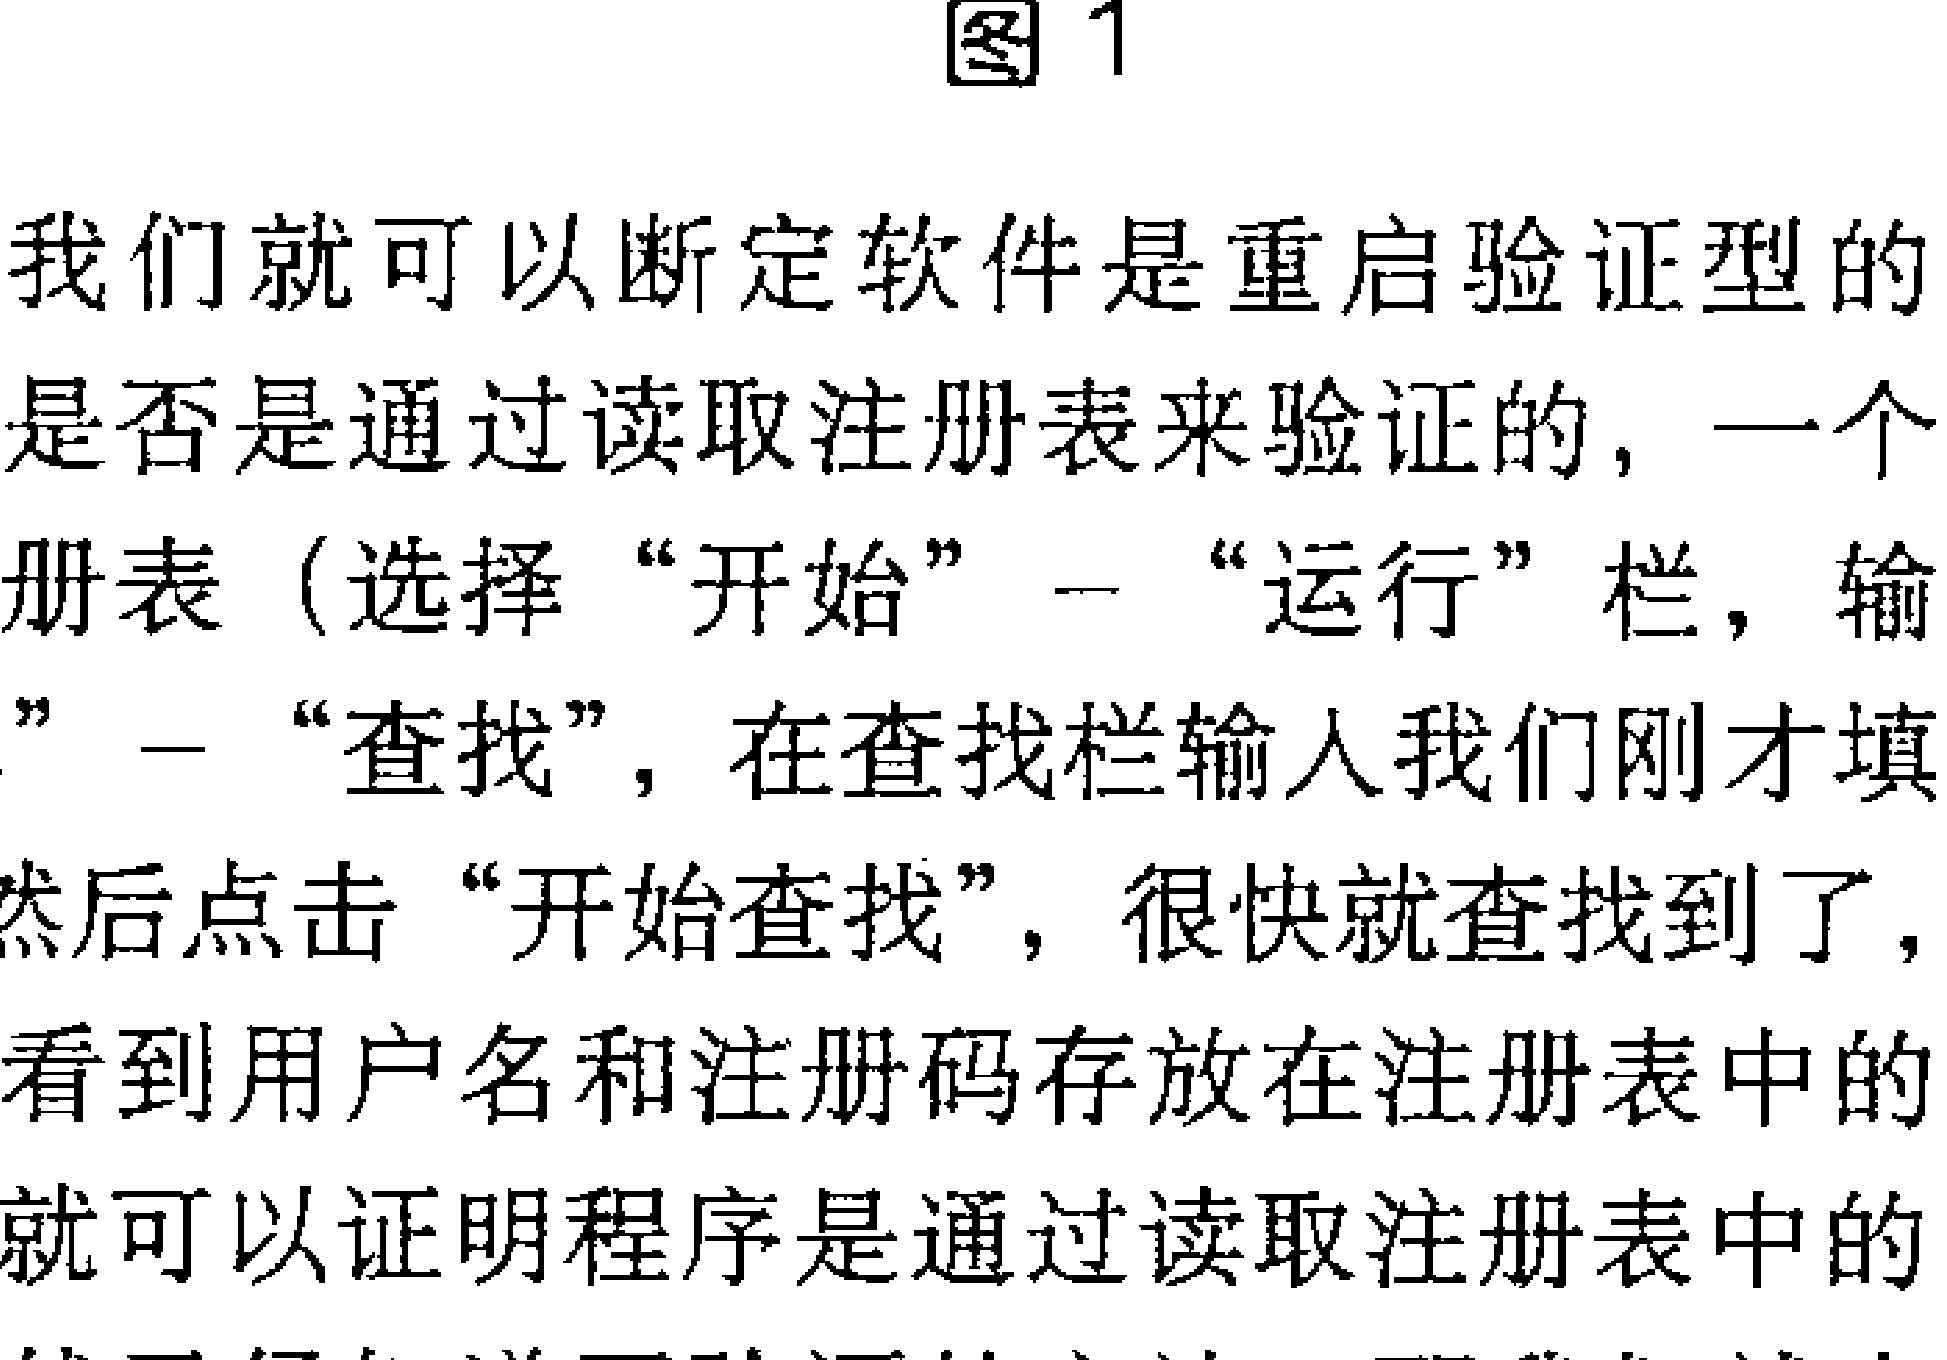 图 1
我们就可以断定软件是重启验证型的
是否是通过读取注册表来验证的，一个
册表（选择“开始”–“运行”栏，输
”–“查找”，在查找栏输入我们刚才填
然后点击“开始查找”，很快就查找到了，
看到用户名和注册码存放在注册表中的
就可以证明程序是通过读取注册表中的